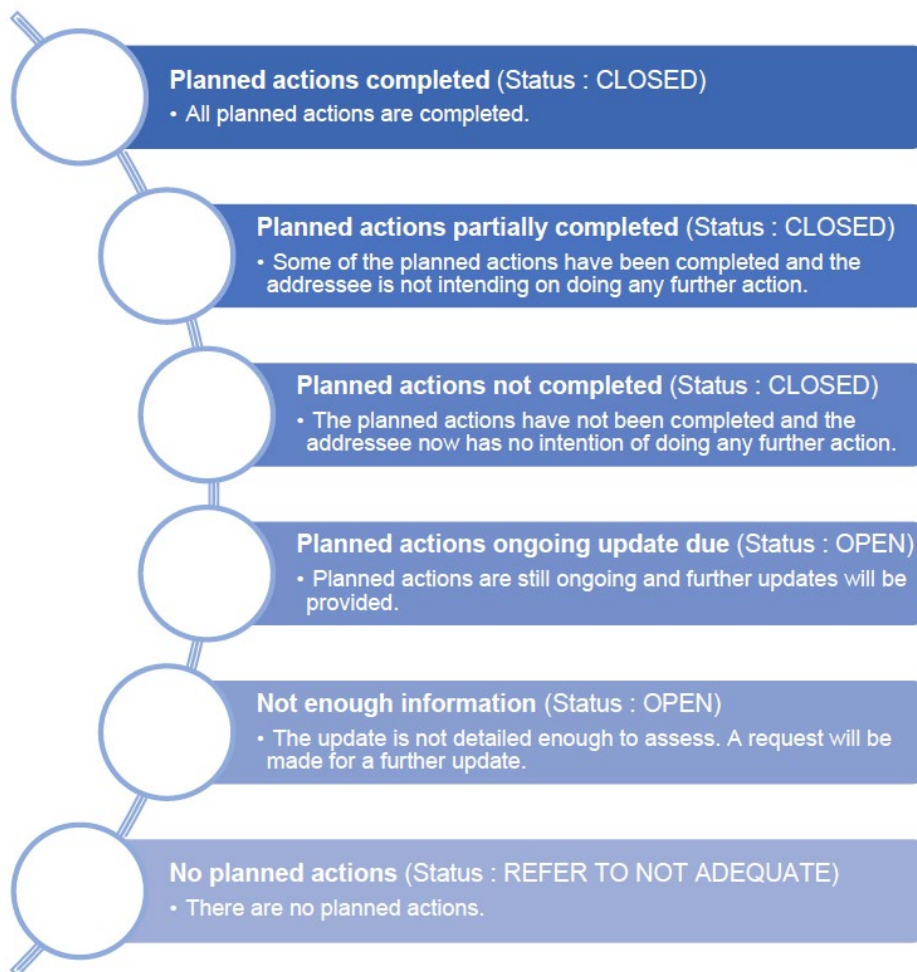 Planned actions completed (Status : CLOSED)
• All planned actions are completed.
Planned actions partially completed (Status : CLOSED)
• Some of the planned actions have been completed and the
addressee is not intending on doing any further action.
Planned actions not completed (Status : CLOSED)
• The planned actions have not been completed and the
addressee now has no intention of doing any further action.
Planned actions ongoing update due (Status : OPEN)
• Planned actions are still ongoing and further updates will be
provided.
Not enough information (Status : OPEN)
• The update is not detailed enough to assess. A request will be
made for a further update.
No planned actions (Status : REFER TO NOT ADEQUATE)
• There are no planned actions.